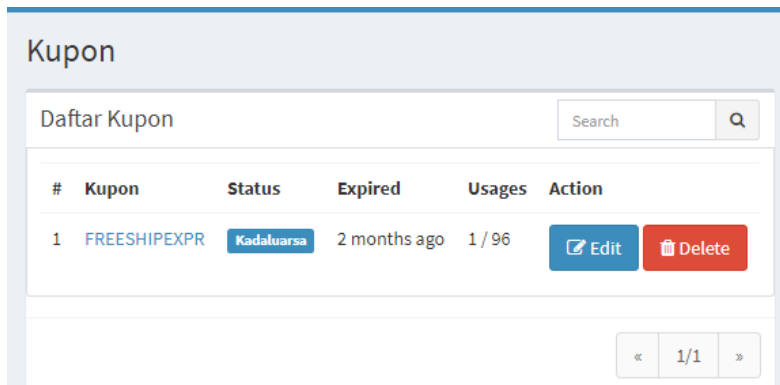 Kupon
Daftar Kupon
Search
# Kupon Status Expired Usages Action
1 FREESHIPEXPR Kadaluarsa 2 months ago 1 / 96 Edit Delete
« 1/1 »